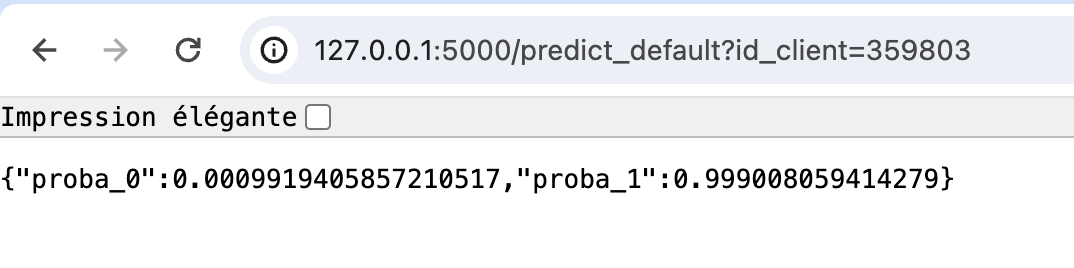 127.0.0.1:5000/predict_default?id_client=359803
Impression élégante
{"proba_0":0.0009919405857210517,"proba_1":0.999008059414279}